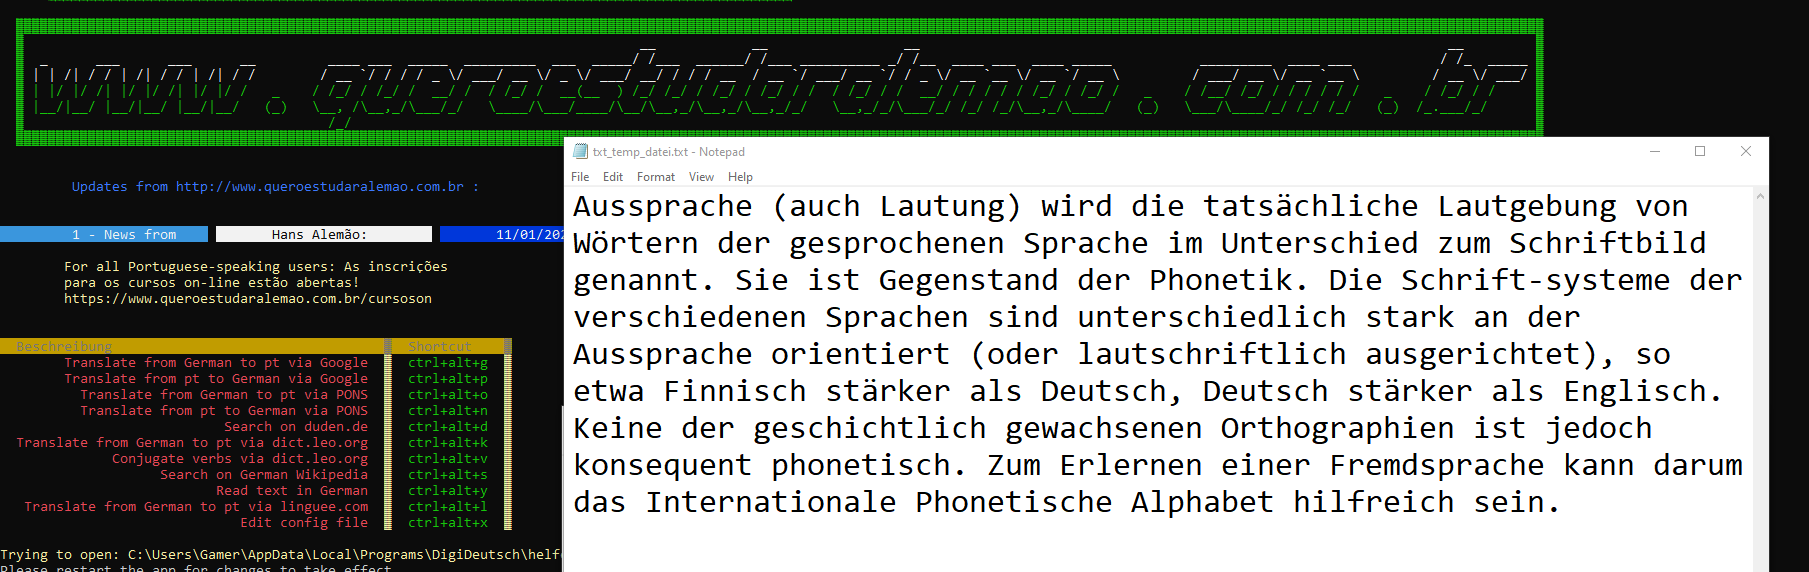 www.queroestudaralemao.com.br
Updates from http://www.queroestudaralemao.com.br :
1 - News from Hans Alemão: 11/01/202
For all Portuguese-speaking users: As inscrições
para os cursos on-line estão abertas!
https://www.queroestudaralemao.com.br/cursoson
Beschreibung Shortcut
Translate from German to pt via Google ctrl+alt+g
Translate from pt to German via Google ctrl+alt+p
Translate from German to pt via PONS ctrl+alt+o
Translate from pt to German via PONS ctrl+alt+n
Search on duden.de ctrl+alt+d
Translate from German to pt via dict.leo.org ctrl+alt+k
Conjugate verbs via dict.leo.org ctrl+alt+v
Search on German Wikipedia ctrl+alt+s
Read text in German ctrl+alt+y
Translate from German to pt via linguee.com ctrl+alt+l
Edit config file ctrl+alt+x
Trying to open: C:\Users\Gamer\AppData\Local\Programs\DigiDeutsch\helf
Please restart the app for changes to take effect
txt_temp_datei.txt - Notepad
File Edit Format View Help
Aussprache (auch Lautung) wird die tatsächliche Lautgebung von
Wörtern der gesprochenen Sprache im Unterschied zum Schriftbild
genannt. Sie ist Gegenstand der Phonetik. Die Schrift-systeme der
verschiedenen Sprachen sind unterschiedlich stark an der
Aussprache orientiert (oder lautschriftlich ausgerichtet), so
etwa Finnisch stärker als Deutsch, Deutsch stärker als Englisch.
Keine der geschichtlich gewachsenen Orthographien ist jedoch
konsequent phonetisch. Zum Erlernen einer Fremdsprache kann darum
das Internationale Phonetische Alphabet hilfreich sein.